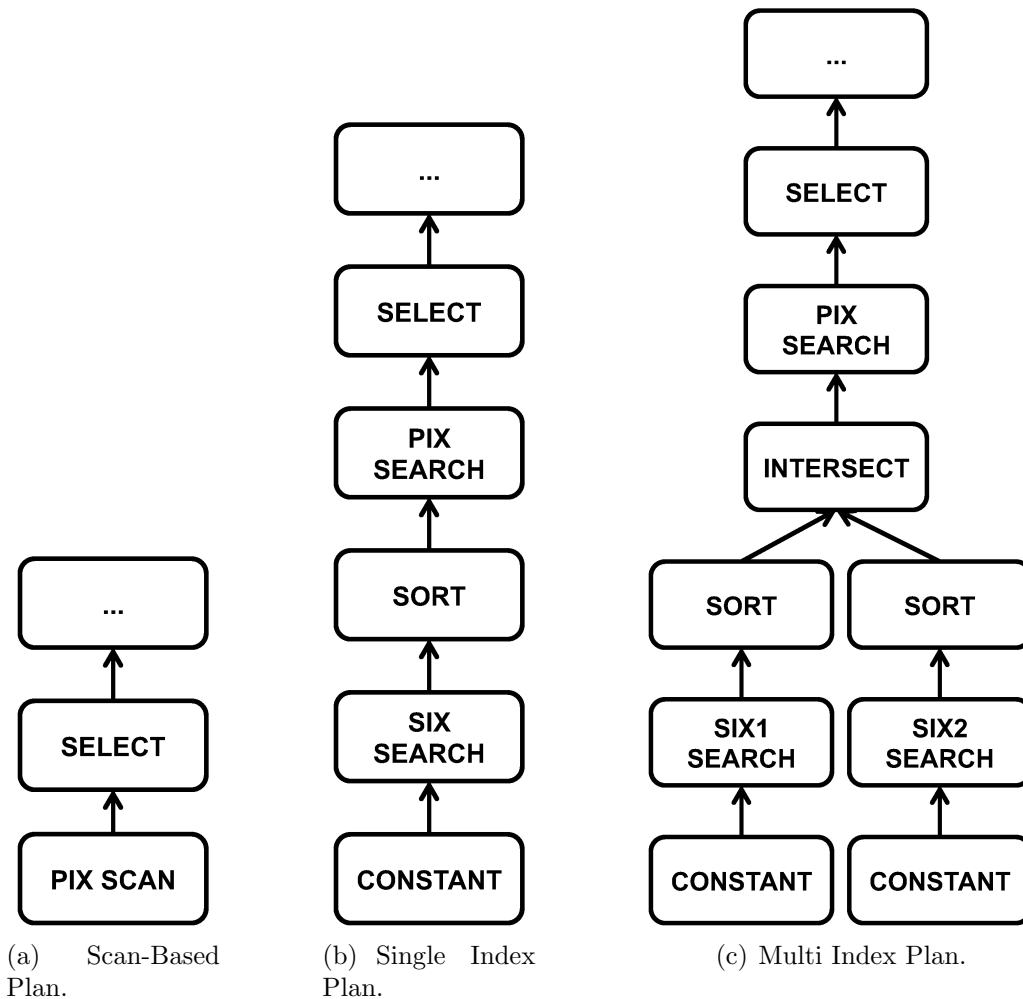 ...
SELECT
PIX SCAN
(a) Scan-Based
Plan.
...
SELECT
PIX
SEARCH
SORT
SIX
SEARCH
CONSTANT
(b) Single Index
Plan.
...
SELECT
PIX
SEARCH
INTERSECT
SORT SORT
SIX1 SIX2
SEARCH SEARCH
CONSTANT CONSTANT
(c) Multi Index Plan.